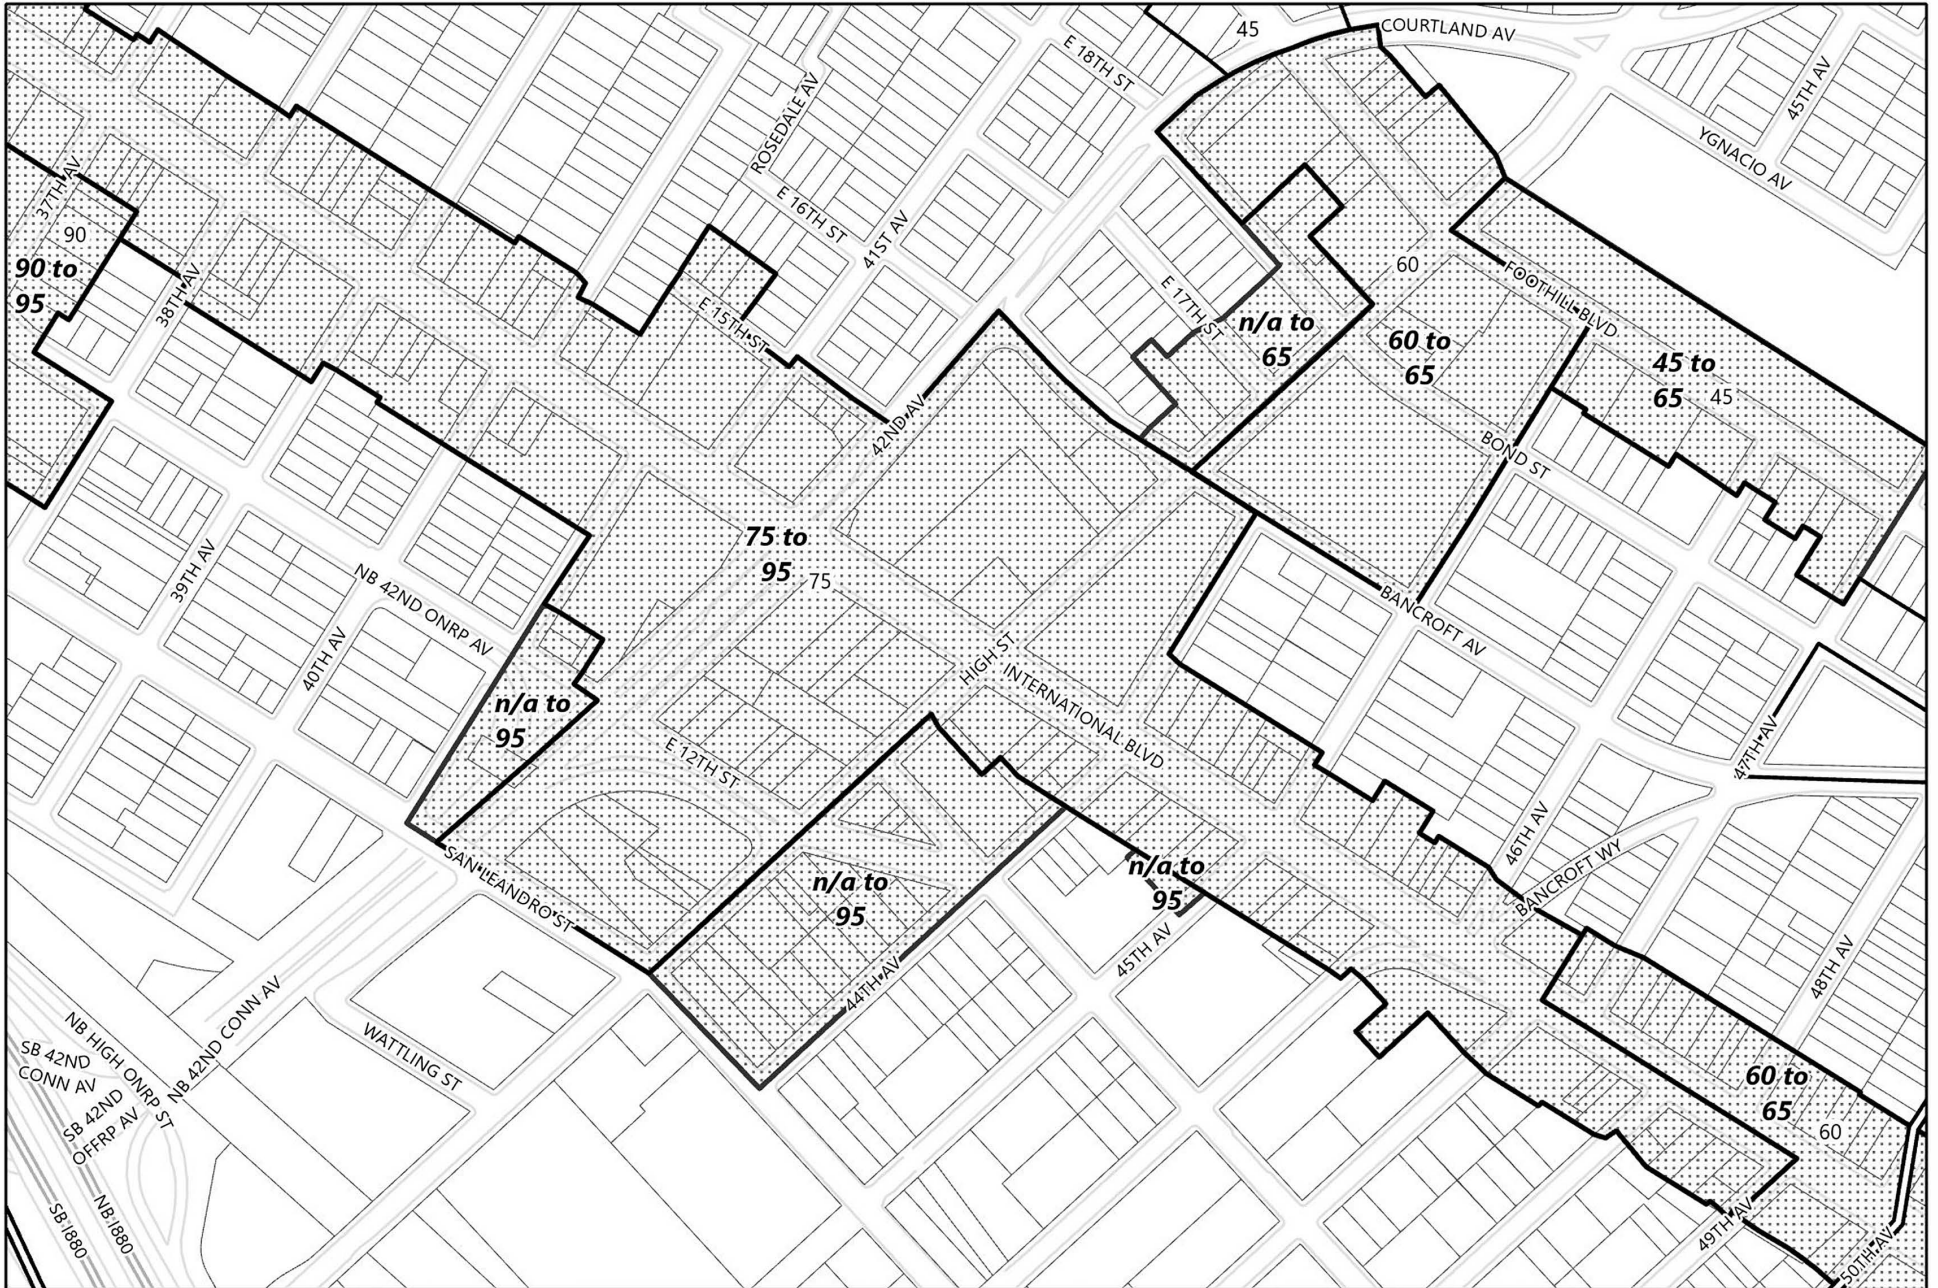 45
COURTLAND AV
E 18TH ST
45TH AV
ROSEDALE AV
YGNACIO AV
37TH AV
E 16TH ST
41ST AV
90
90 to
95
38TH AV
60
FOOTHILL BLVD
E 17TH ST
E 15TH ST
n/a to
65
60 to
65
45 to
65
45
42ND AV
BOND ST
75 to
95
75
39TH AV
NB 42ND ONRP AV
BANCROFT AV
40TH AV
HIGH ST
INTERNATIONAL BLVD
n/a to
95
E 12TH ST
47TH AV
46TH AV
BANCROFT WY
SAN LEANDRO ST
n/a to
95
n/a to
95
45TH AV
44TH AV
48TH AV
NB 42ND CONN AV
WATTLING ST
NB HIGH ONRP ST
SB 42ND
CONN AV
SB 42ND
OFFRP AV
60 to
65
60
NB I880
SB I880
49TH AV
50TH AV